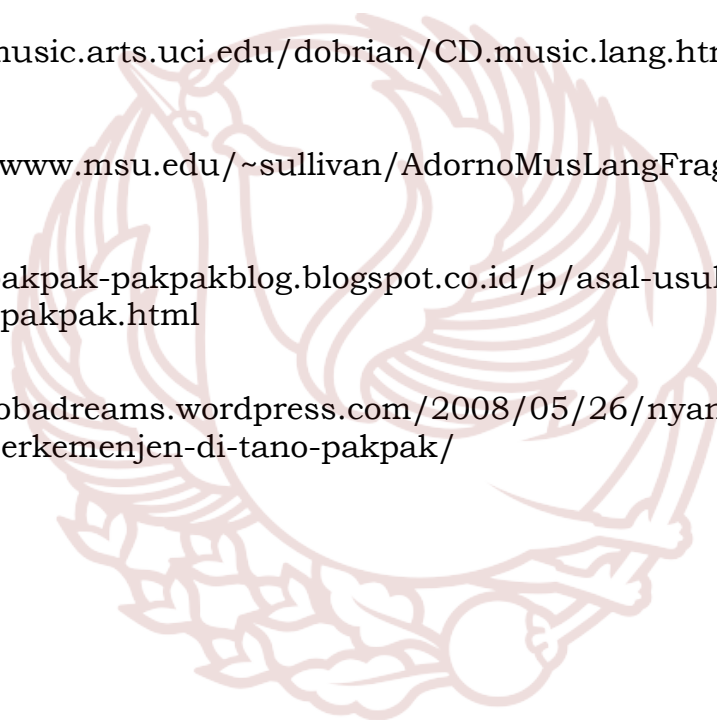 music.arts.uci.edu/dobrian/CD.music.lang.htm
www.msu.edu/~sullivan/AdornoMusLangFrag
akpak-pakpakblog.blogspot.co.id/p/asal-usul
pakpak.html
obadreams.wordpress.com/2008/05/26/nyan
erkemenjen-di-tano-pakpak/